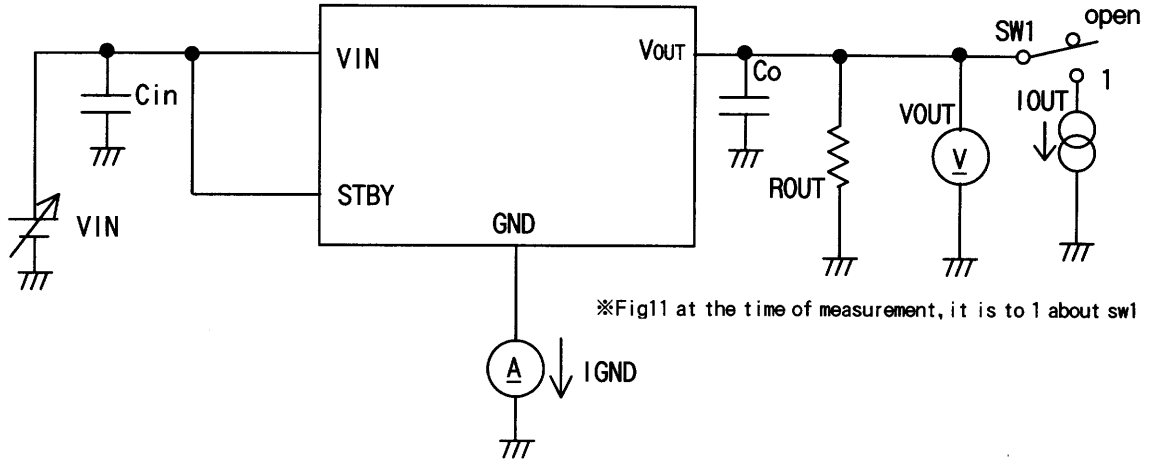 open
SW1
VIN
VOUT
Co
Cin
1
IOUT
VOUT
V
STBY
ROUT
VIN
GND
※Fig11 at the time of measurement, it is to 1 about sw1
A
IGND